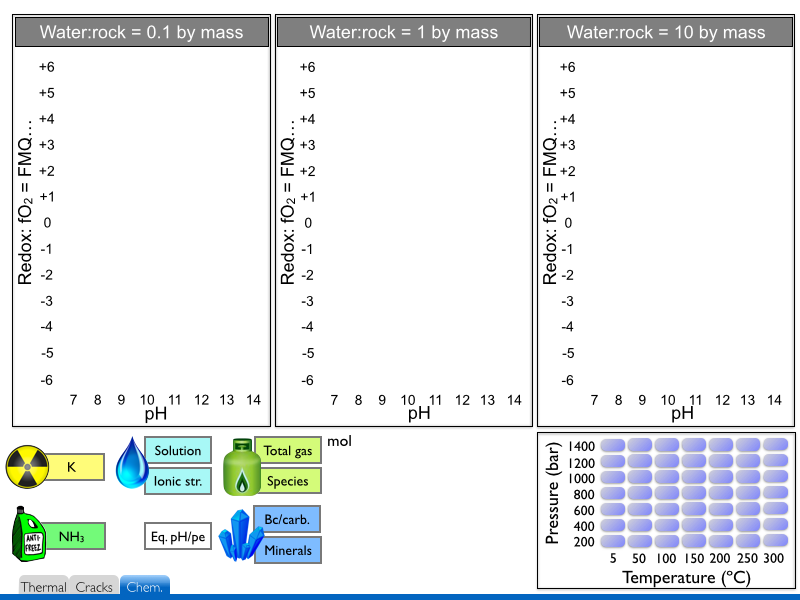 Water:rock = 0.1 by mass
Redox: fO₂ = FMQ...
+6
+5
+4
+3
+2
+1
0
-1
-2
-3
-4
-5
-6
7 8 9 10 11 12 13 14
pH
Water:rock = 1 by mass
Redox: fO₂ = FMQ...
+6
+5
+4
+3
+2
+1
0
-1
-2
-3
-4
-5
-6
7 8 9 10 11 12 13 14
pH
Water:rock = 10 by mass
Redox: fO₂ = FMQ...
+6
+5
+4
+3
+2
+1
0
-1
-2
-3
-4
-5
-6
7 8 9 10 11 12 13 14
pH
K
Solution
Ionic str.
Total gas
Species
mol
ANTI
FREEZ
NH₃
Eq. pH/pe
Bc/carb.
Minerals
Pressure (bar)
1400
1200
1000
800
600
400
200
5 50 100 150 200 250 300
Temperature (°C)
Thermal Cracks Chem.